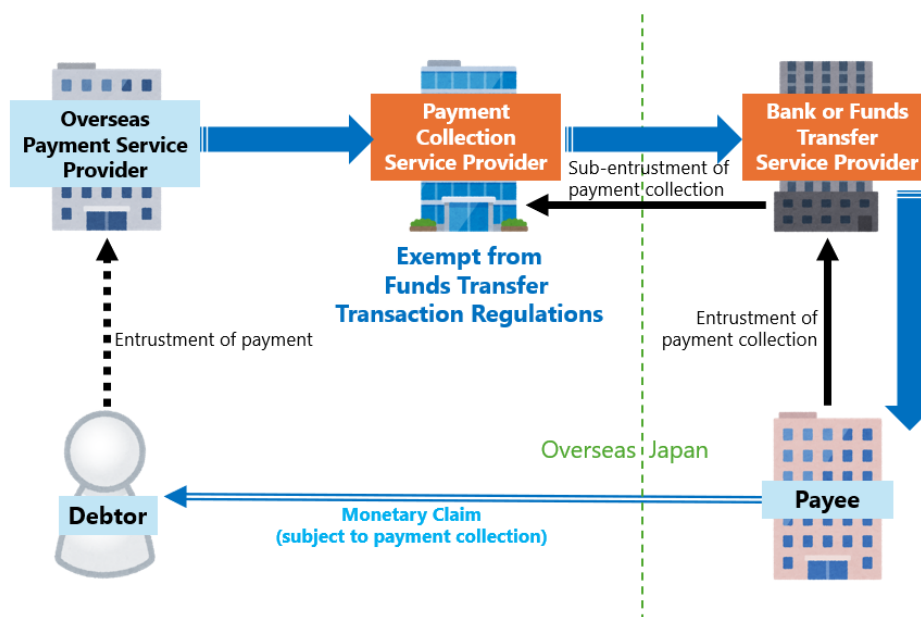 Overseas
Payment Service
Provider
Payment
Collection
Service Provider
Bank or Funds
Transfer
Service Provider
Sub-entrustment of
payment collection
Exempt from
Funds Transfer
Transaction Regulations
Entrustment of payment
Entrustment of
payment collection
Overseas
Japan
Debtor
Monetary Claim
(subject to payment collection)
Payee